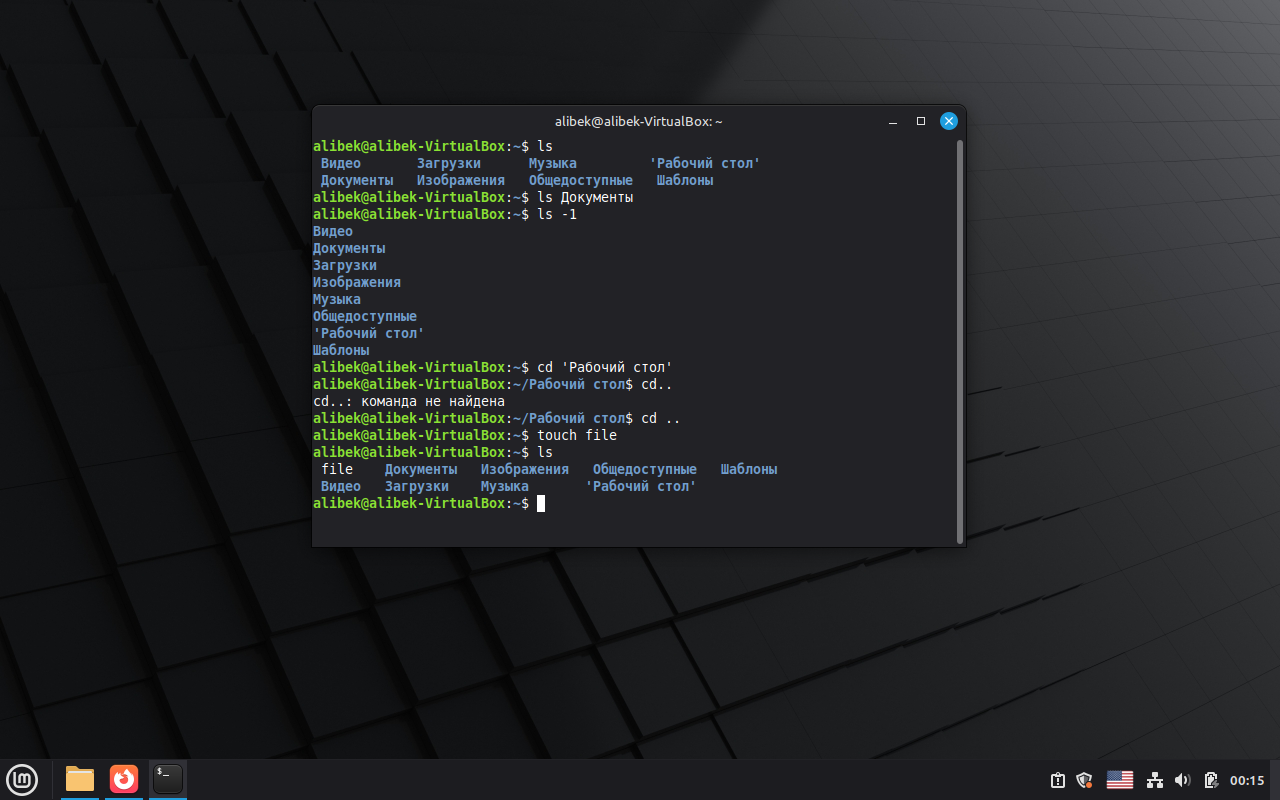 alibek@alibek-VirtualBox: ~
alibek@alibek-VirtualBox:~$ ls
Видео Загрузки Музыка 'Рабочий стол'
Документы Изображения Общедоступные Шаблоны
alibek@alibek-VirtualBox:~$ ls Документы
alibek@alibek-VirtualBox:~$ ls -1
Видео
Документы
Загрузки
Изображения
Музыка
Общедоступные
'Рабочий стол'
Шаблоны
alibek@alibek-VirtualBox:~$ cd 'Рабочий стол'
alibek@alibek-VirtualBox:~/Рабочий стол$ cd..
cd..: команда не найдена
alibek@alibek-VirtualBox:~/Рабочий стол$ cd ..
alibek@alibek-VirtualBox:~$ touch file
alibek@alibek-VirtualBox:~$ ls
file Документы Изображения Общедоступные Шаблоны
Видео Загрузки Музыка 'Рабочий стол'
alibek@alibek-VirtualBox:~$
$_
00:15